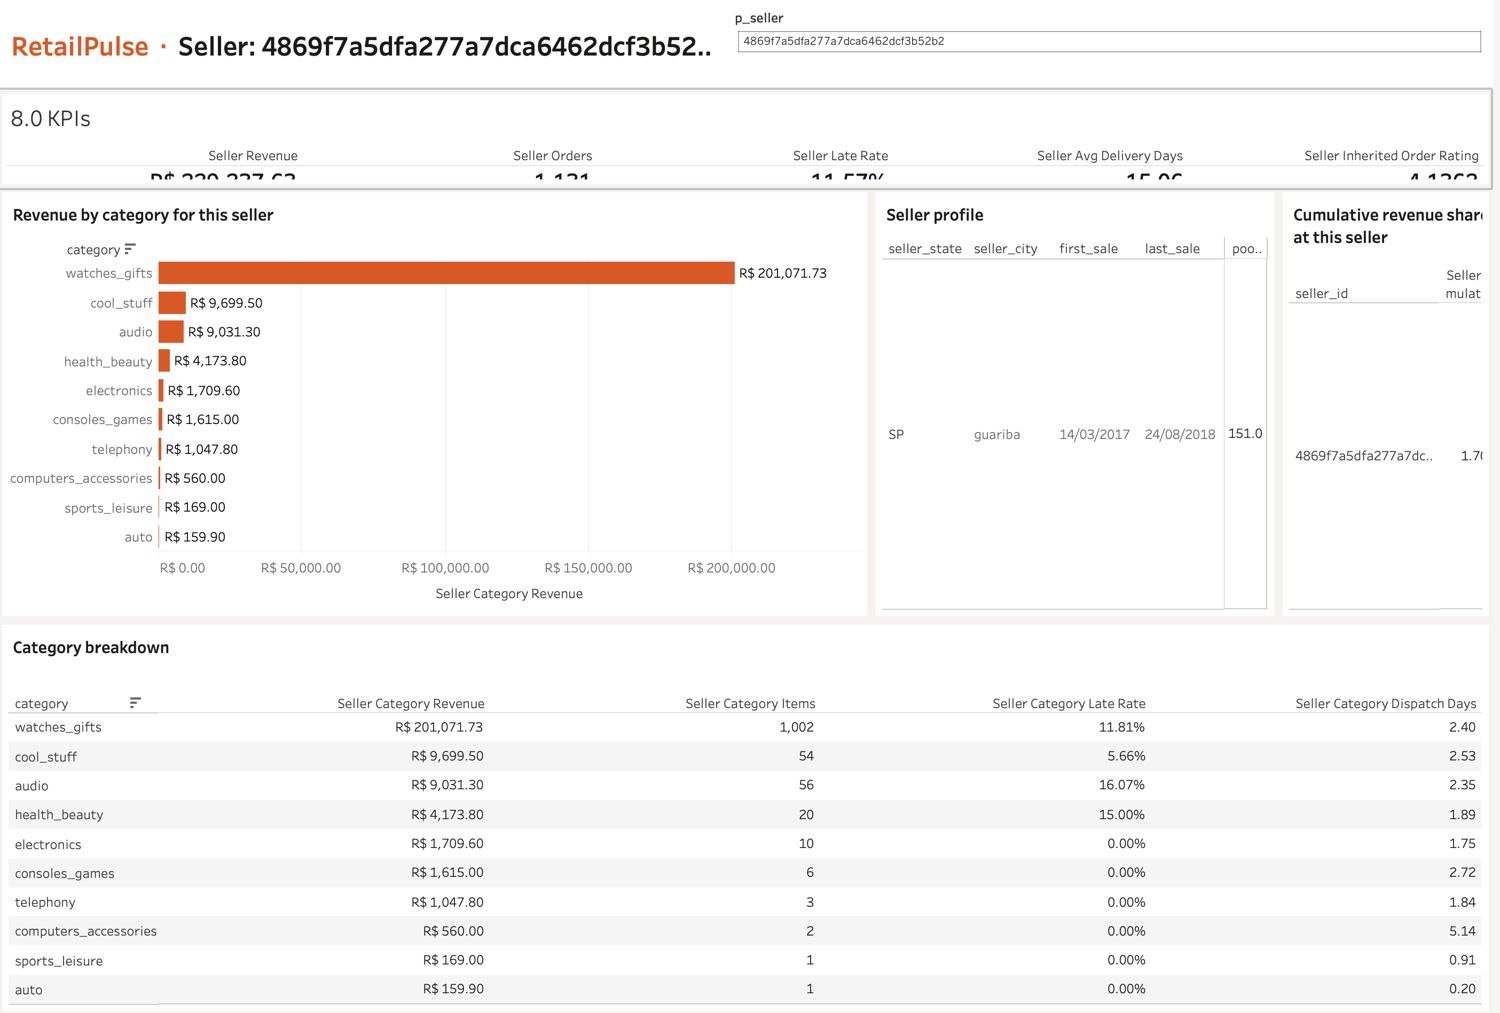 RetailPulse · Seller: 4869f7a5dfa277a7dca6462dcf3b52..
p_seller
4869f7a5dfa277a7dca6462dcf3b52b2
8.0 KPIs
Seller Revenue Seller Orders Seller Late Rate Seller Avg Delivery Days Seller Inherited Order Rating
Revenue by category for this seller
category
watches_gifts R$ 201,071.73
cool_stuff R$ 9,699.50
audio R$ 9,031.30
health_beauty R$ 4,173.80
electronics R$ 1,709.60
consoles_games R$ 1,615.00
telephony R$ 1,047.80
computers_accessories R$ 560.00
sports_leisure R$ 169.00
auto R$ 159.90
R$ 0.00 R$ 50,000.00 R$ 100,000.00 R$ 150,000.00 R$ 200,000.00
Seller Category Revenue
Seller profile
seller_state seller_city first_sale last_sale poo..
SP guariba 14/03/2017 24/08/2018 151.0
Cumulative revenue
at this seller
Seller
seller_id mulat
4869f7a5dfa277a7dc..
Category breakdown
category Seller Category Revenue Seller Category Items Seller Category Late Rate Seller Category Dispatch Days
watches_gifts R$ 201,071.73 1,002 11.81% 2.40
cool_stuff R$ 9,699.50 54 5.66% 2.53
audio R$ 9,031.30 56 16.07% 2.35
health_beauty R$ 4,173.80 20 15.00% 1.89
electronics R$ 1,709.60 10 0.00% 1.75
consoles_games R$ 1,615.00 6 0.00% 2.72
telephony R$ 1,047.80 3 0.00% 1.84
computers_accessories R$ 560.00 2 0.00% 5.14
sports_leisure R$ 169.00 1 0.00% 0.91
auto R$ 159.90 1 0.00% 0.20